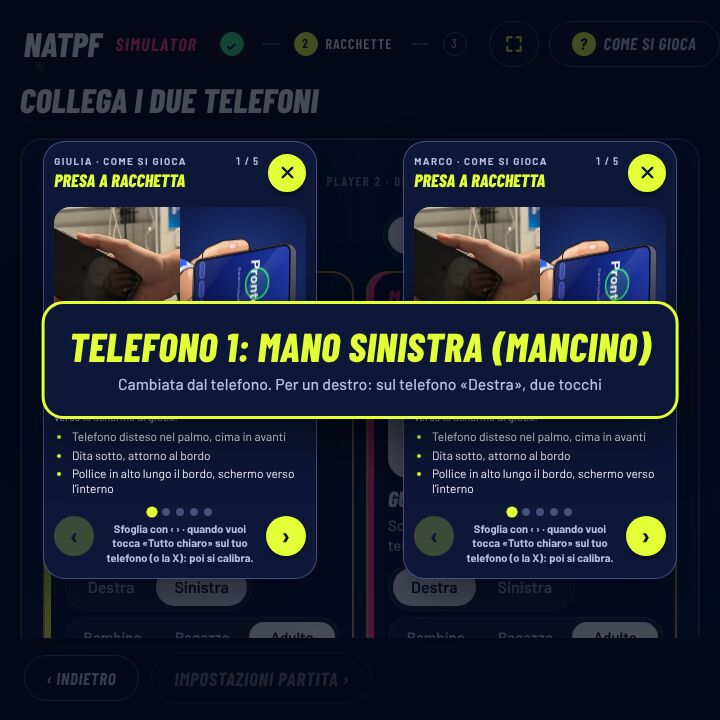 NATPF SIMULATOR ✓ 2 RACCHETTE 3 ? COME SI GIOCA
COLLEGA I DUE TELEFONI
GIULIA · COME SI GIOCA 1 / 5 ✕
PRESA A RACCHETTA
PLAYER 2 · D
MARCO · COME SI GIOCA 1 / 5 ✕
PRESA A RACCHETTA
Pront
Pront
TELEFONO 1: MANO SINISTRA (MANCINO)
Cambiata dal telefono. Per un destro: sul telefono «Destra», due tocchi
Telefono disteso nel palmo, cima in avanti
Dita sotto, attorno al bordo
Pollice in alto lungo il bordo, schermo verso
l'interno
‹ Sfoglia con ‹ › · quando vuoi
tocca «Tutto chiaro» sul tuo
telefono (o la X): poi si calibra. ›
Telefono disteso nel palmo, cima in avanti
Dita sotto, attorno al bordo
Pollice in alto lungo il bordo, schermo verso
l'interno
‹ Sfoglia con ‹ › · quando vuoi
tocca «Tutto chiaro» sul tuo
telefono (o la X): poi si calibra. ›
Destra Sinistra
Destra Sinistra
Bambino Ragazzo Adulto
Bambino Ragazzo Adulto
‹ INDIETRO IMPOSTAZIONI PARTITA ›